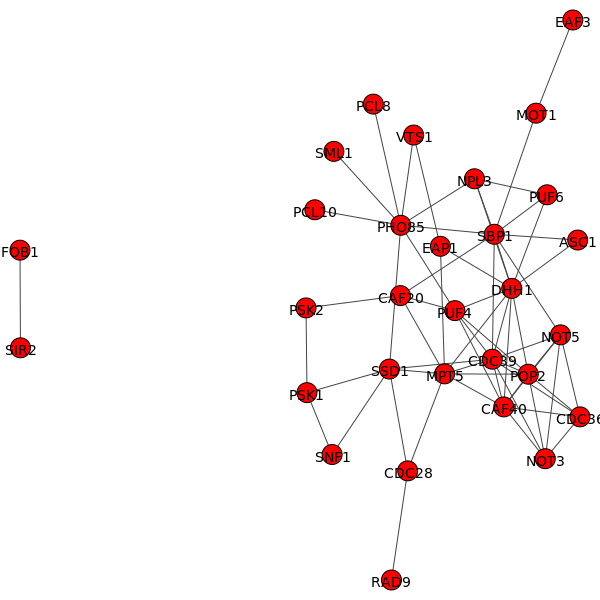 EAF3
PCL8
MOT1
VTS1
SML1
NPL3
PUF6
PCL10
PHO85
SBP1
ASC1
EAP1
FOB1
DHH1
CAF20
PSK2
PUF4
NOT5
SIR2
CDC39
SSD1
MPT5
POP2
PSK1
CAF40
CDC36
SNF1
NOT3
CDC28
RAD9